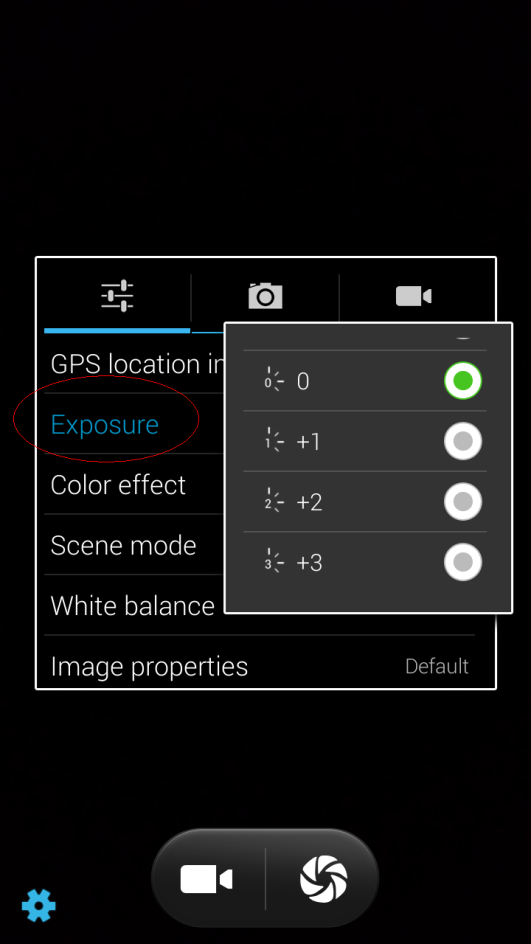 GPS location in
Exposure
Color effect
Scene mode
White balance
Image properties
Default
0 0
1 +1
2 +2
3 +3